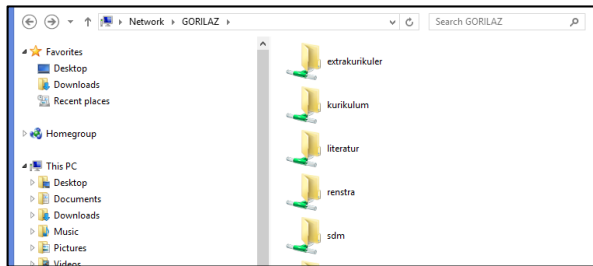 Network GORILAZ
Search GORILAZ
Favorites
Desktop
Downloads
Recent places
Homegroup
This PC
Desktop
Documents
Downloads
Music
Pictures
Videos
extrakurikuler
kurikulum
literatur
renstra
sdm